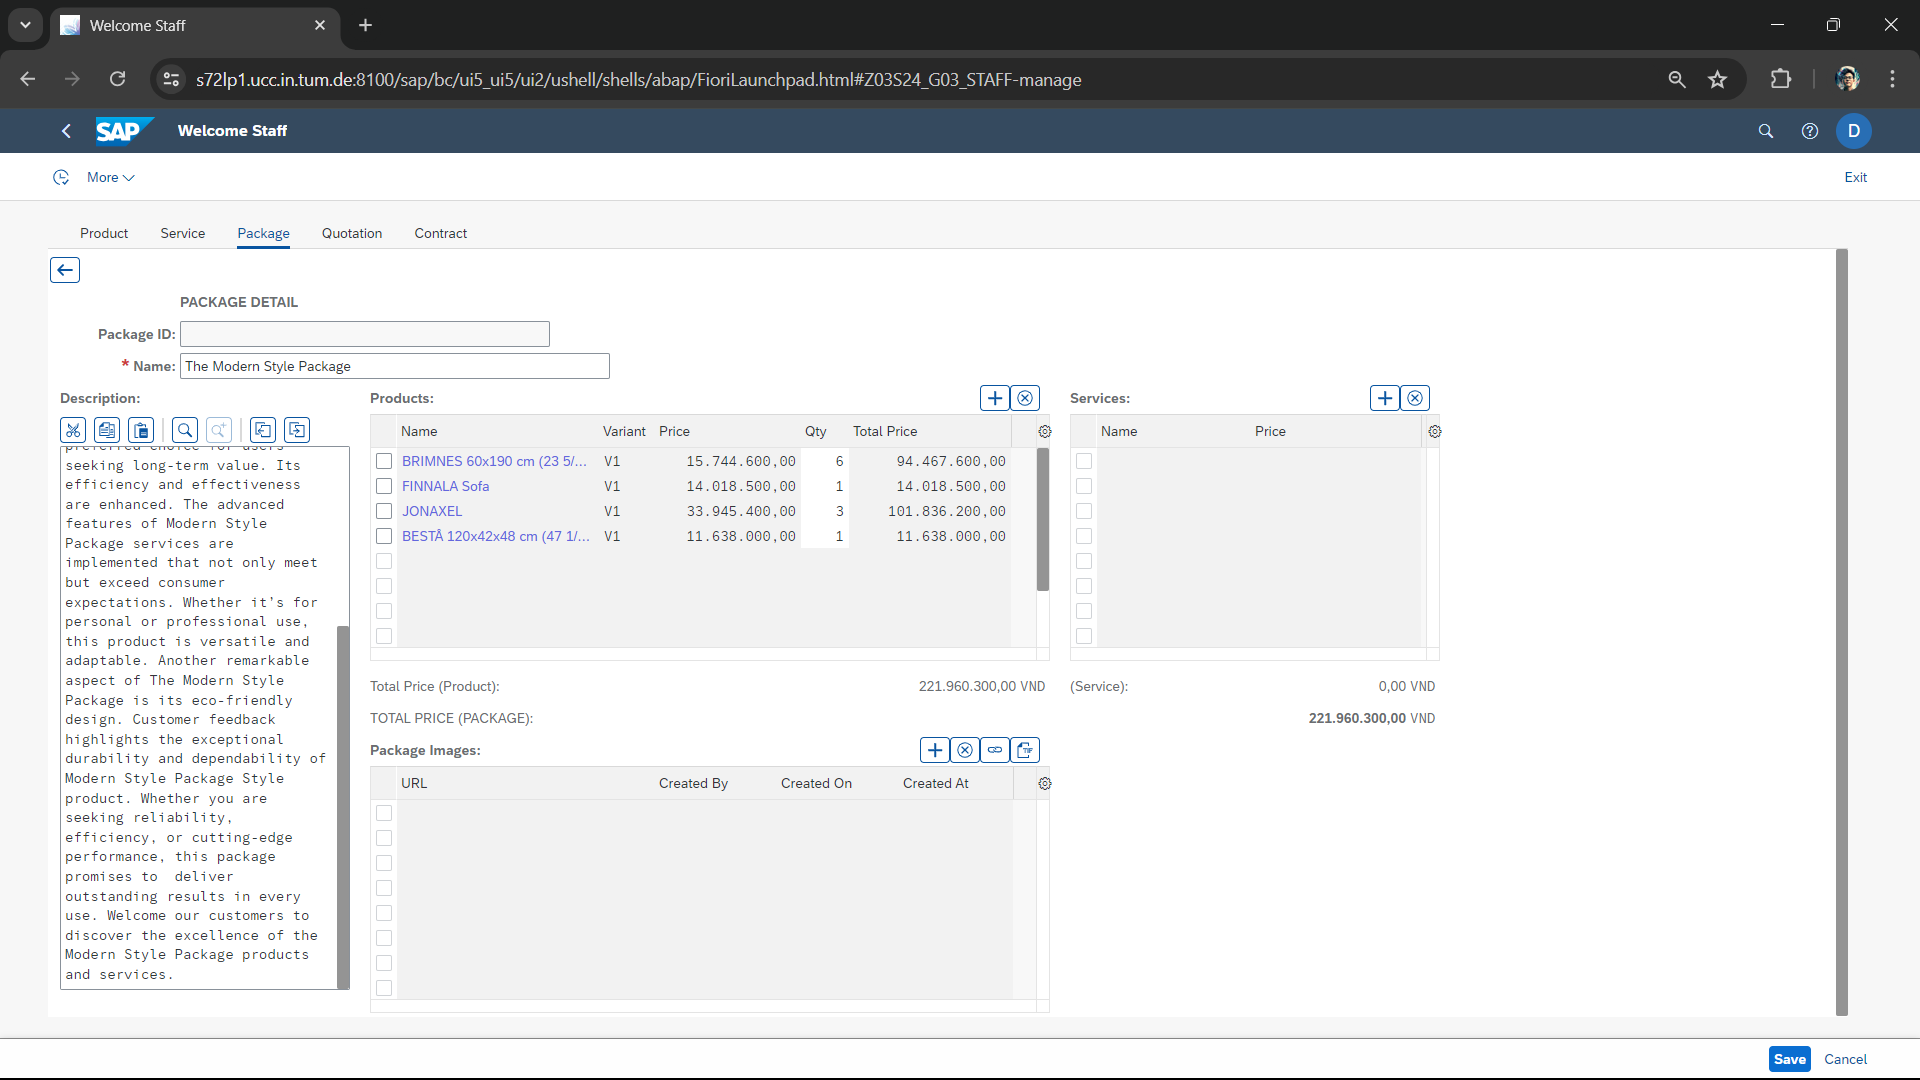 Welcome Staff
s72lp1.ucc.in.tum.de:8100/sap/bc/ui5_ui5/ui2/ushell/shells/abap/FioriLaunchpad.html#Z03S24_G03_STAFF-manage
SAP Welcome Staff D
More Exit
Product Service Package Quotation Contract
PACKAGE DETAIL
Package ID:
* Name: The Modern Style Package
Description:
seeking long-term value. Its
efficiency and effectiveness
are enhanced. The advanced
features of Modern Style
Package services are
implemented that not only meet
but exceed consumer
expectations. Whether it’s for
personal or professional use,
this product is versatile and
adaptable. Another remarkable
aspect of The Modern Style
Package is its eco-friendly
design. Customer feedback
highlights the exceptional
durability and dependability of
Modern Style Package Style
product. Whether you are
seeking reliability,
efficiency, or cutting-edge
performance, this package
promises to  deliver
outstanding results in every
use. Welcome our customers to
discover the excellence of the
Modern Style Package products
and services.
Products:
Name Variant Price Qty Total Price
BRIMNES 60x190 cm (23 5/... V1 15.744.600,00 6 94.467.600,00
FINNALA Sofa V1 14.018.500,00 1 14.018.500,00
JONAXEL V1 33.945.400,00 3 101.836.200,00
BESTÅ 120x42x48 cm (47 1/... V1 11.638.000,00 1 11.638.000,00
Services:
Name Price
Total Price (Product): 221.960.300,00 VND (Service): 0,00 VND
TOTAL PRICE (PACKAGE): 221.960.300,00 VND
Package Images:
TIF
URL Created By Created On Created At
Save Cancel